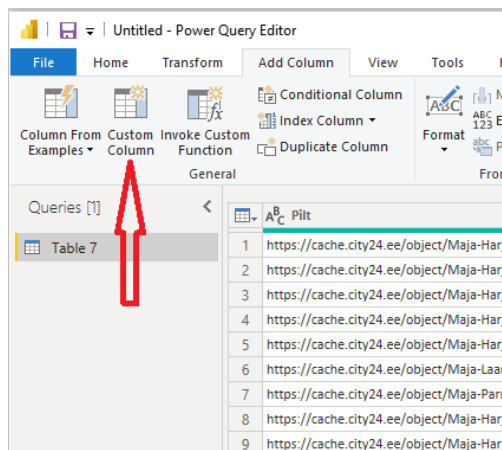 Untitled - Power Query Editor
File Home Transform Add Column View Tools
Column From Examples
Custom Column
Invoke Custom Function
Conditional Column
Index Column
Duplicate Column
General
ABC
Format
ABC 123
abc
Queries [1]
Table 7
ABC Pilt
1 https://cache.city24.ee/object/Maja-Har
2 https://cache.city24.ee/object/Maja-Har
3 https://cache.city24.ee/object/Maja-Har
4 https://cache.city24.ee/object/Maja-Har
5 https://cache.city24.ee/object/Maja-Har
6 https://cache.city24.ee/object/Maja-Laa
7 https://cache.city24.ee/object/Maja-Par
8 https://cache.city24.ee/object/Maja-Har
9 https://cache.city24.ee/object/Maja-Har